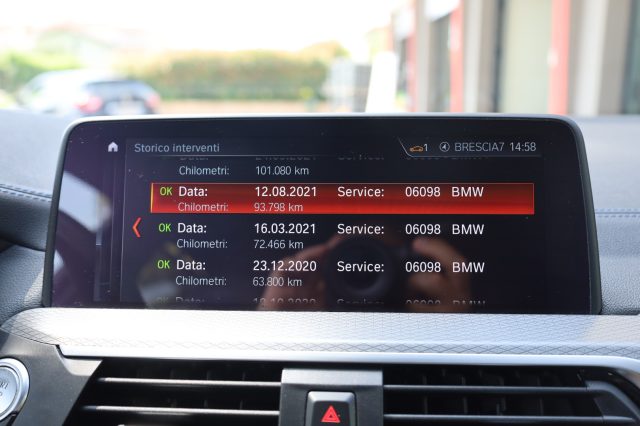 Storico interventi 1 BRESCIA7 14:58
Chilometri: 101.080 km
OK Data: 12.08.2021 Service: 06098 BMW
Chilometri: 93.798 km
OK Data: 16.03.2021 Service: 06098 BMW
Chilometri: 72.466 km
OK Data: 23.12.2020 Service: 06098 BMW
Chilometri: 63.800 km